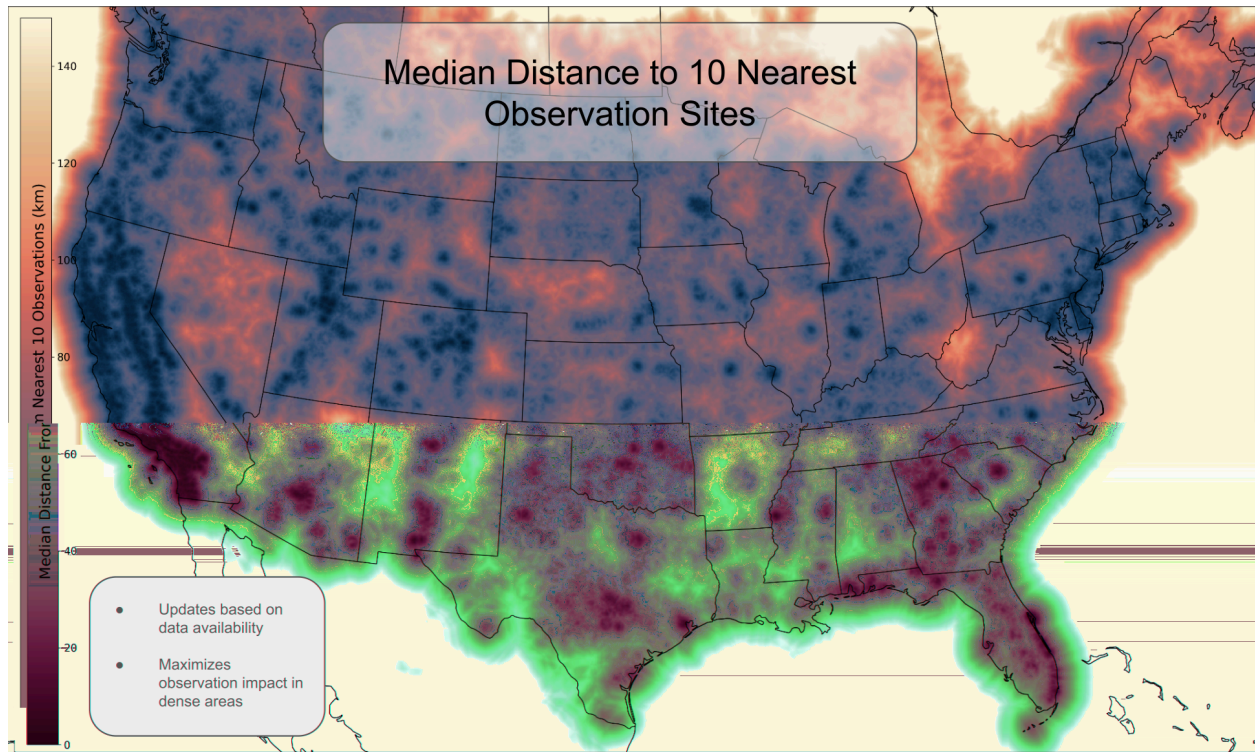 Median Distance to 10 Nearest
Observation Sites
Median Distance From Nearest 10 Observations (km)
140
120
100
80
60
40
20
0
● Updates based on
data availability
● Maximizes
observation impact in
dense areas